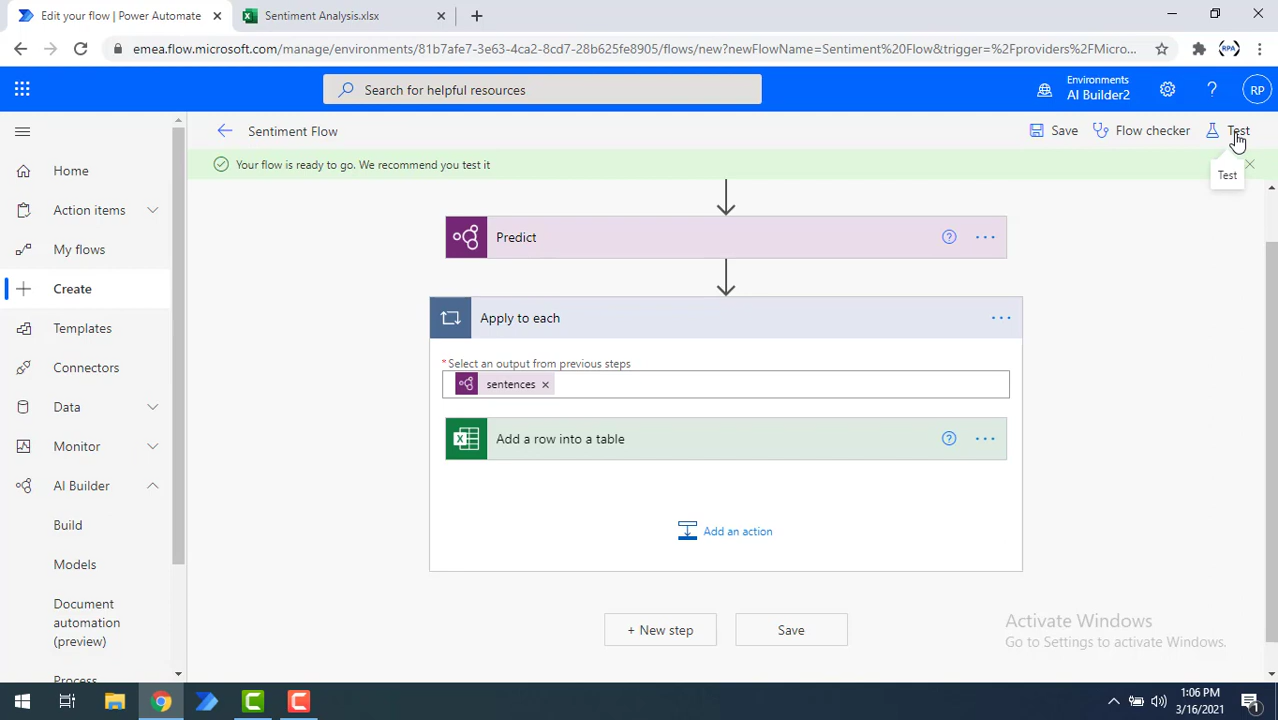 Edit your flow | Power Automate
Sentiment Analysis.xlsx
emea.flow.microsoft.com/manage/environments/81b7afe7-3e63-4ca2-8cd7-28b625fe8905/flows/new?newFlowName=Sentiment%20Flow&trigger=%2Fproviders%2FMicro...
RPA
Search for helpful resources
Environments
AI Builder2
RP
Sentiment Flow
Save
Flow checker
Test
Your flow is ready to go. We recommend you test it
Test
Home
Action items
My flows
Create
Templates
Connectors
Data
Monitor
AI Builder
Build
Models
Document
automation
(preview)
Process
Predict
Apply to each
*Select an output from previous steps
sentences
Add a row into a table
Add an action
+ New step
Save
Activate Windows
Go to Settings to activate Windows.
1:06 PM
3/16/2021
1